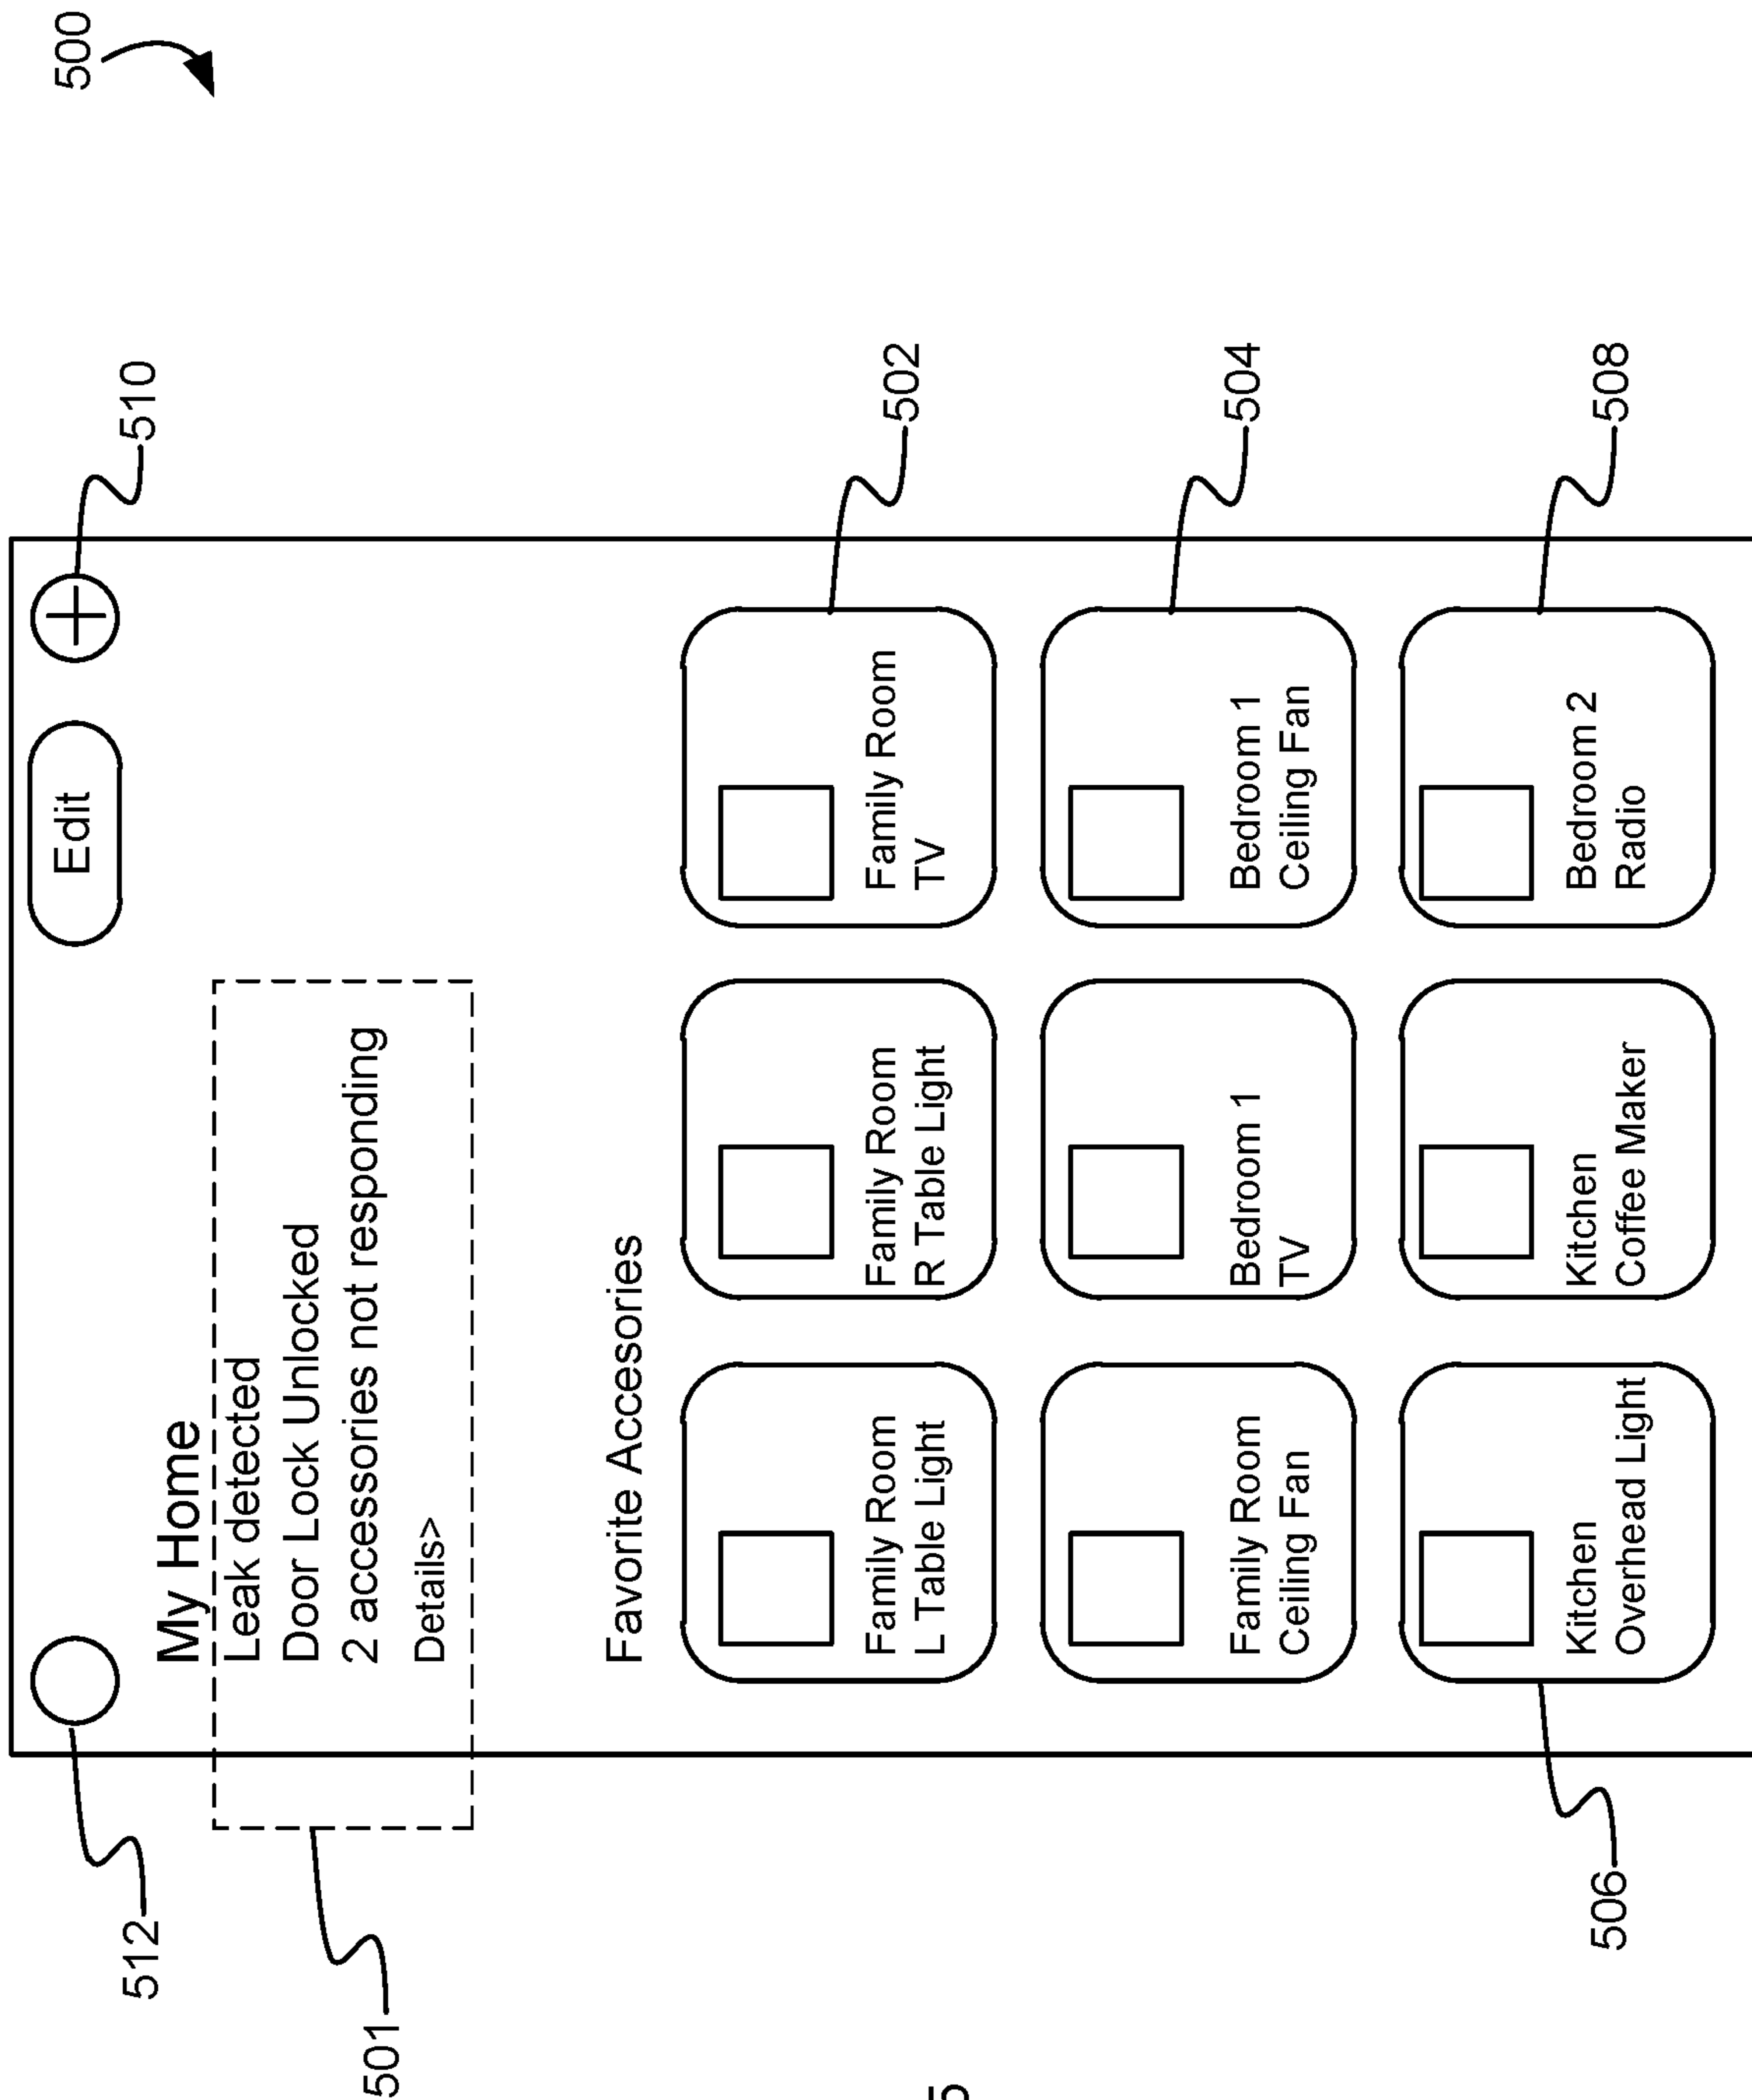 500
510
Edit
512
My Home
Leak detected
Door Lock Unlocked
2 accessories not responding
Details>
501
Favorite Accessories
Family Room
L Table Light
Family Room
R Table Light
Family Room
TV
502
Family Room
Ceiling Fan
Bedroom 1
TV
Bedroom 1
Ceiling Fan
504
Kitchen
Overhead Light
Kitchen
Coffee Maker
Bedroom 2
Radio
508
506
5